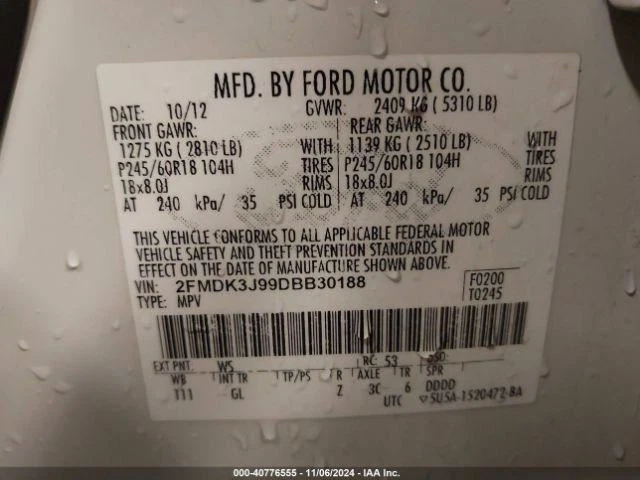 MFD. BY FORD MOTOR CO.
DATE: 10/12 GVWR: 2409 KG ( 5310 LB)
FRONT GAWR: REAR GAWR:
1275 KG ( 2810 LB) WITH 1139 KG ( 2510 LB) WITH
P245/60R18 104H TIRES P245/60R18 104H TIRES
18x8.0J RIMS 18x8.0J RIMS
AT 240 kPa/ 35 PSI COLD AT 240 kPa/ 35 PSI COLD
THIS VEHICLE CONFORMS TO ALL APPLICABLE FEDERAL MOTOR
VEHICLE SAFETY AND THEFT PREVENTION STANDARDS IN
EFFECT ON THE DATE OF MANUFACTURE SHOWN ABOVE.
VIN: 2FMDK3J99DBB30188 F0200
TYPE: MPV T0245
EXT PNT: WS RC: 53 DSO:
WB INT TR TP/PS R AXLE TR SPR
T11 GL Z 3C 6 DDDD
UTC 5U5A-1520472-BA
000-40776555 - 11/06/2024 - IAA Inc.